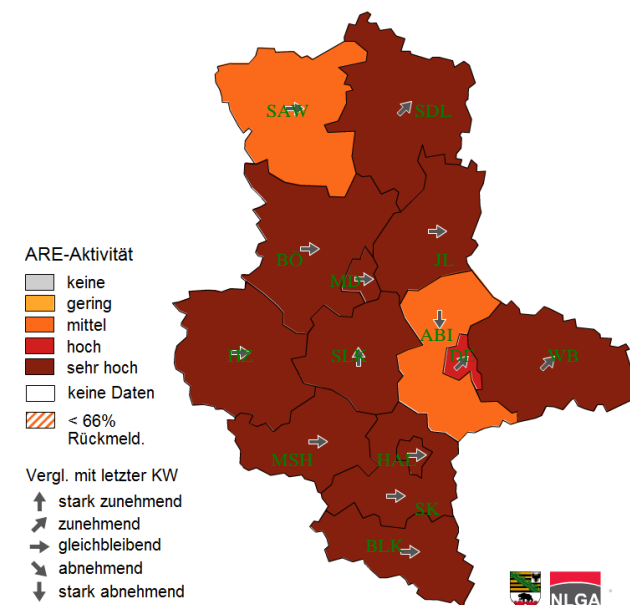 SAW
SDL
BÖ
JL
MD
ABI
HZ
SLK
DE
WB
MSH
HAL
SK
BLK
ARE-Aktivität
keine
gering
mittel
hoch
sehr hoch
keine Daten
< 66%
Rückmeld.
Vergl. mit letzter KW
stark zunehmend
zunehmend
gleichbleibend
abnehmend
stark abnehmend
NLGA